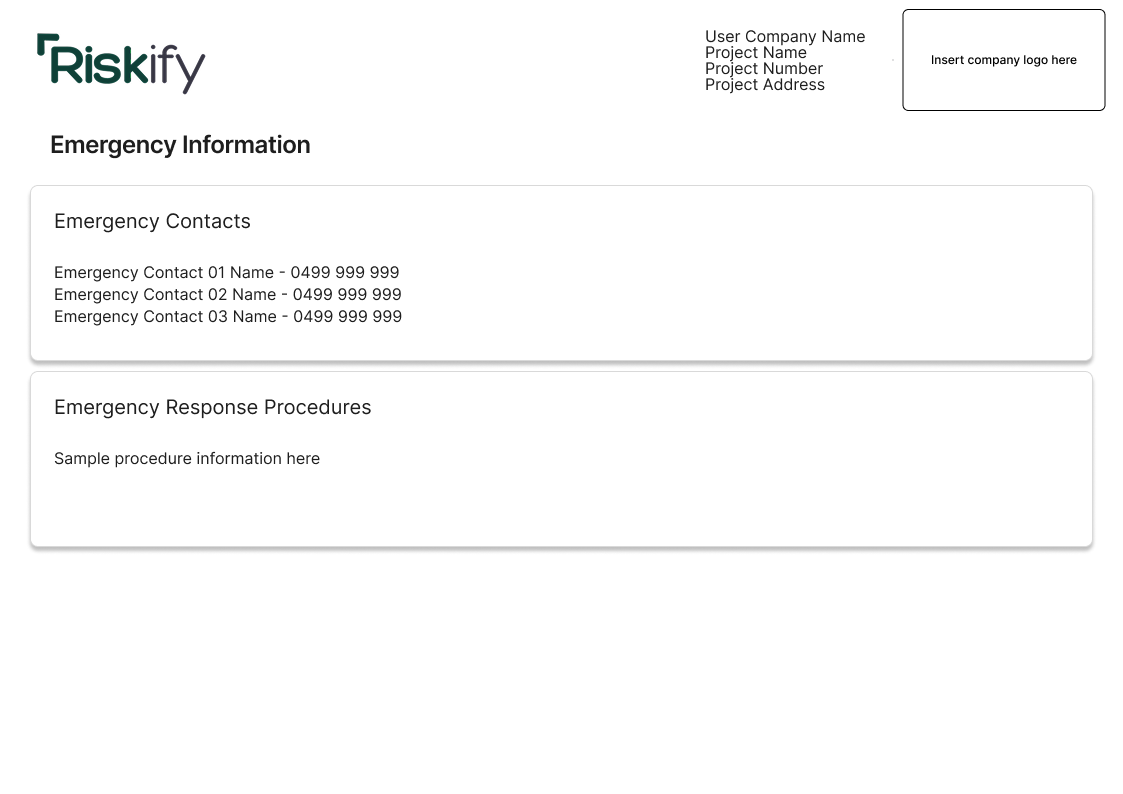 Riskify
User Company Name
Project Name
Project Number
Project Address
Insert company logo here
Emergency Information
Emergency Contacts
Emergency Contact 01 Name - 0499 999 999
Emergency Contact 02 Name - 0499 999 999
Emergency Contact 03 Name - 0499 999 999
Emergency Response Procedures
Sample procedure information here